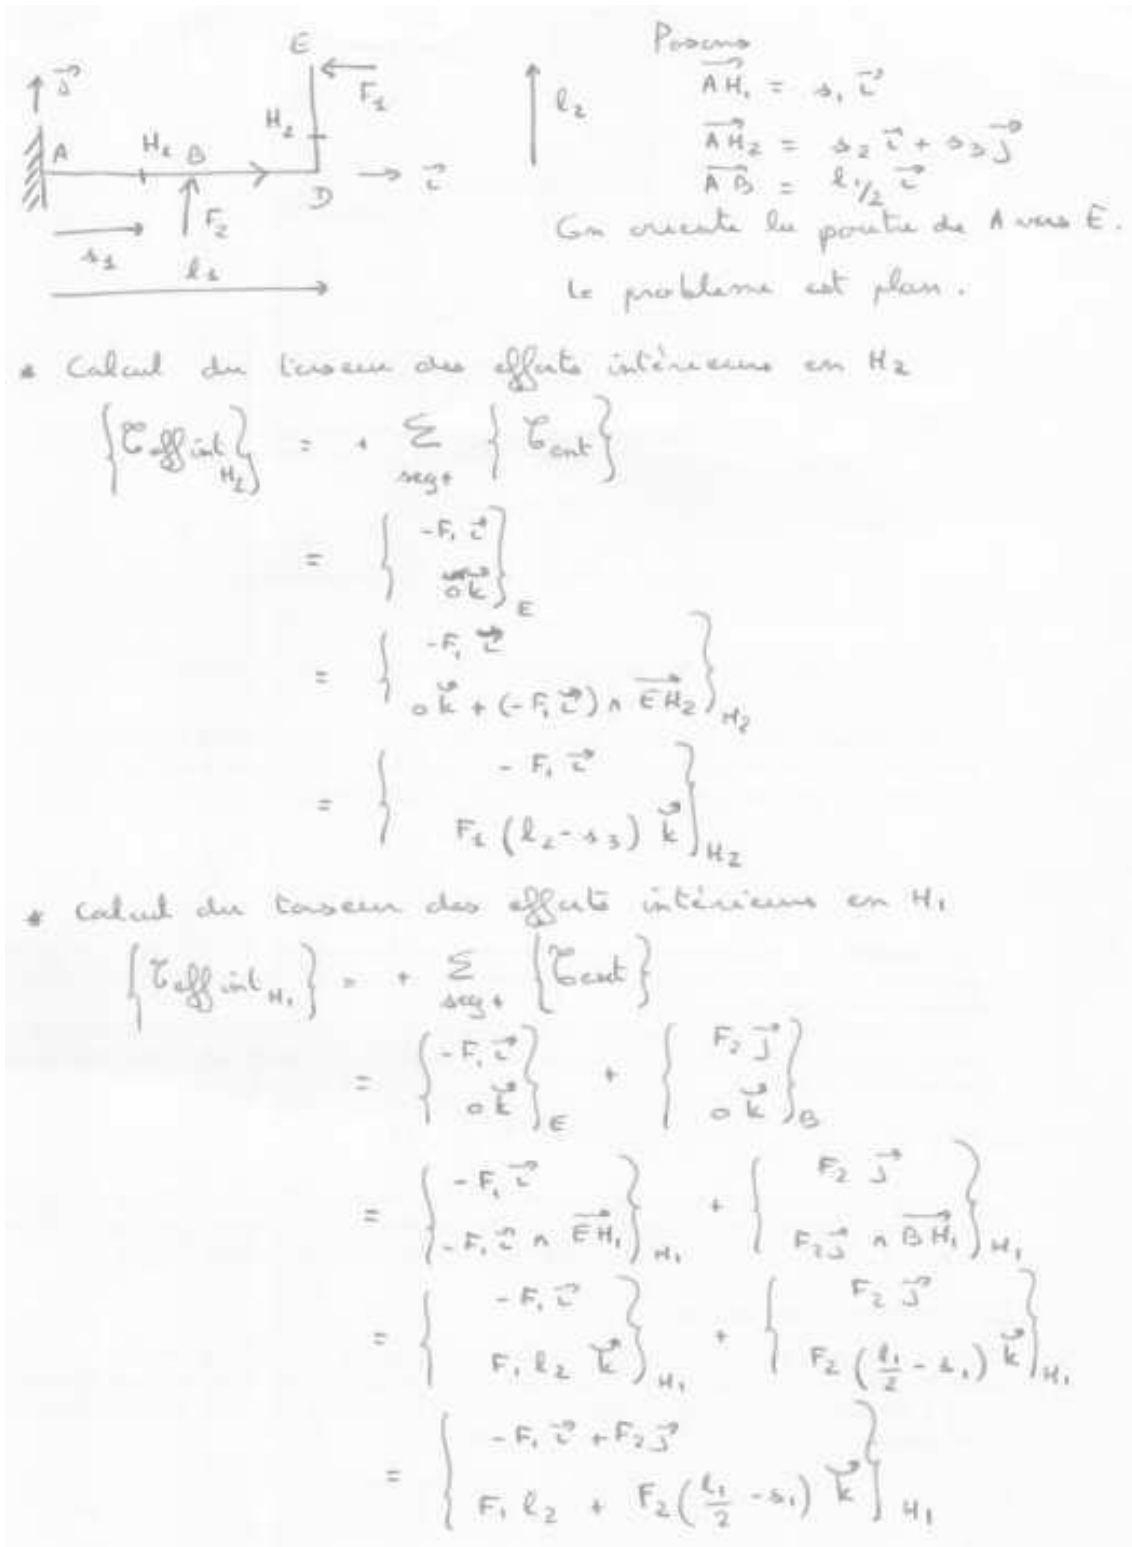 E
F₁
H₂
j⃗
A H₁ B
D i⃗
F₂
s₁
l₁
l₂
Posons
AH₁ = s₁ i⃗
AH₂ = s₂ i⃗ + s₃ j⃗
AB = l₁/2 i⃗
On oriente la poutre de A vers E.
Le problème est plan.
* Calcul du torseur des efforts intérieurs en H₂
{τ eff int H₂} = + Σ seg+ {τ ext}
= { -F₁ i⃗ ; 0 k⃗ }E
= { -F₁ i⃗ ; 0 k⃗ + (-F₁ i⃗) ∧ EH₂ }H₂
= { -F₁ i⃗ ; F₁ (l₂ - s₃) k⃗ }H₂
* Calcul du torseur des efforts intérieurs en H₁
{τ eff int H₁} = + Σ seg+ {τ ext}
= { -F₁ i⃗ ; 0 k⃗ }E + { F₂ j⃗ ; 0 k⃗ }B
= { -F₁ i⃗ ; -F₁ i⃗ ∧ EH₁ }H₁ + { F₂ j⃗ ; F₂ j⃗ ∧ BH₁ }H₁
= { -F₁ i⃗ ; F₁ l₂ k⃗ }H₁ + { F₂ j⃗ ; F₂ (l₁/2 - s₁) k⃗ }H₁
= { -F₁ i⃗ + F₂ j⃗ ; F₁ l₂ + F₂ (l₁/2 - s₁) k⃗ }H₁